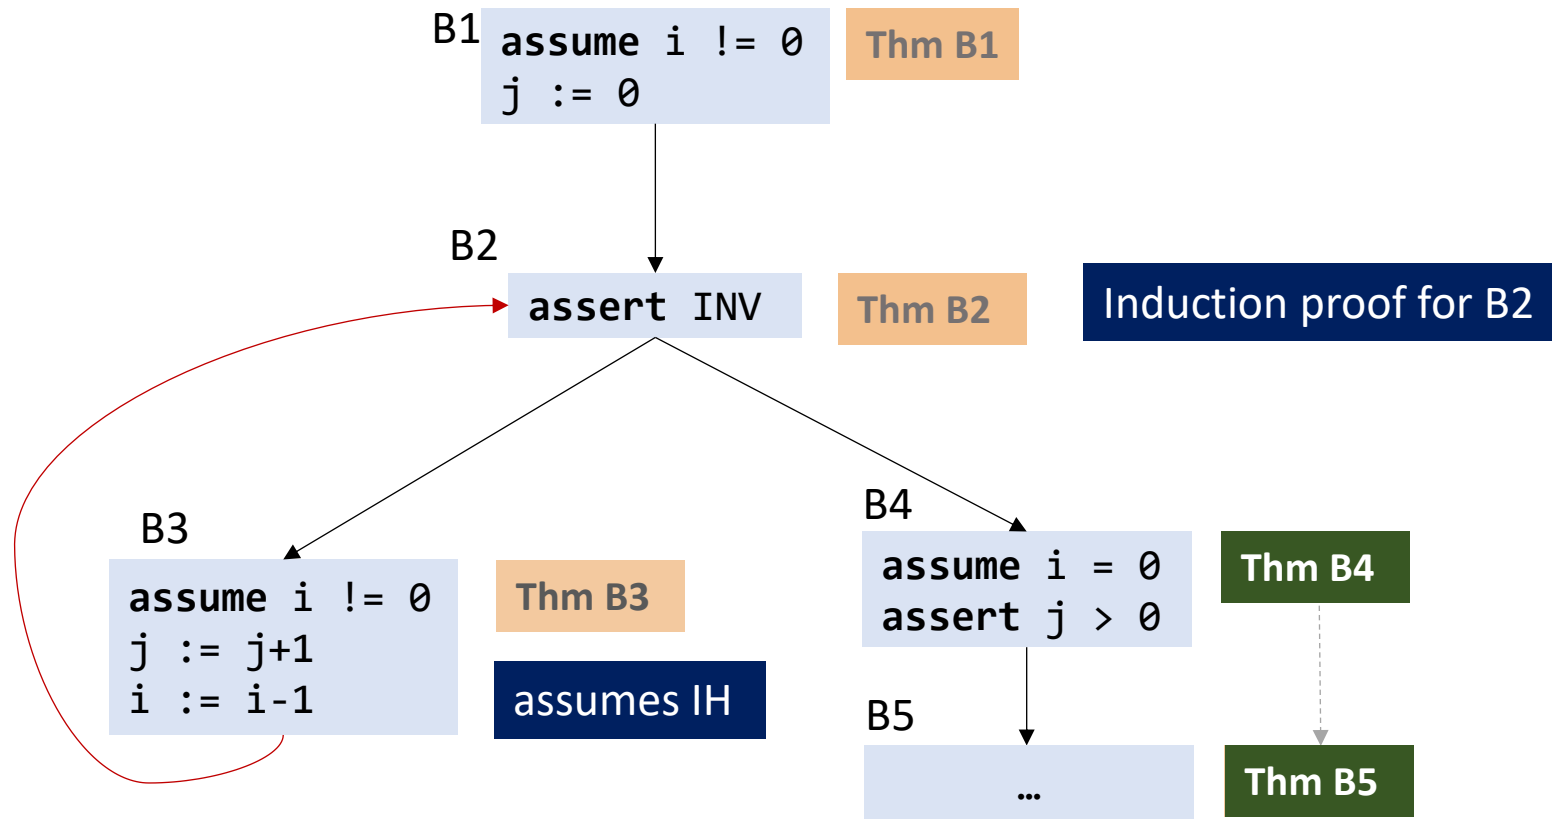 B1
assume i != 0
j := 0
Thm B1
B2
assert INV
Thm B2
Induction proof for B2
B3
assume i != 0
j := j+1
i := i-1
Thm B3
assumes IH
B4
assume i = 0
assert j > 0
Thm B4
B5
…
Thm B5